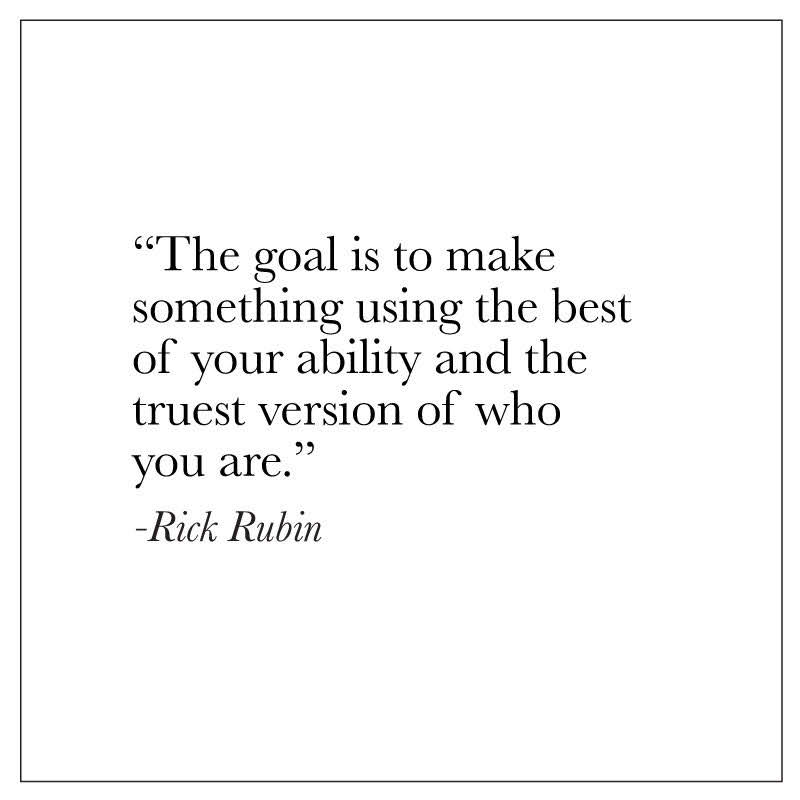 “The goal is to make
something using the best
of your ability and the
truest version of who
you are.”
-Rick Rubin